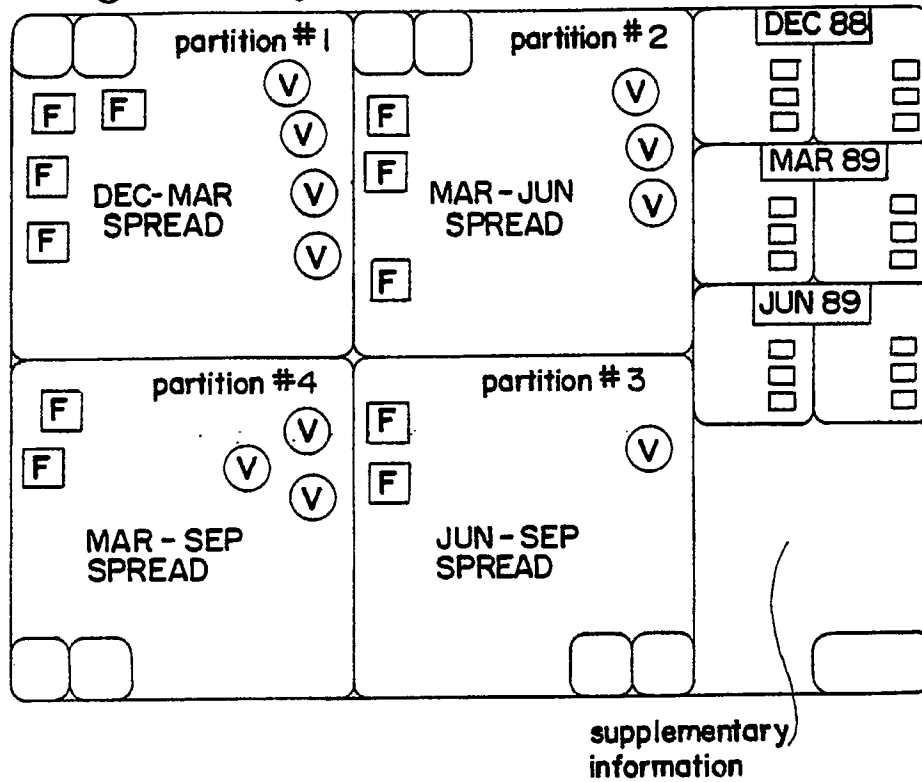 partition #1
F F V
V
F V
DEC-MAR
SPREAD
F V
partition #2
F V
F V
MAR-JUN
SPREAD
V
F
DEC 88
MAR 89
JUN 89
partition #4
F V
F V
V
MAR-SEP
SPREAD
partition #3
F
V
F
JUN-SEP
SPREAD
supplementary
information